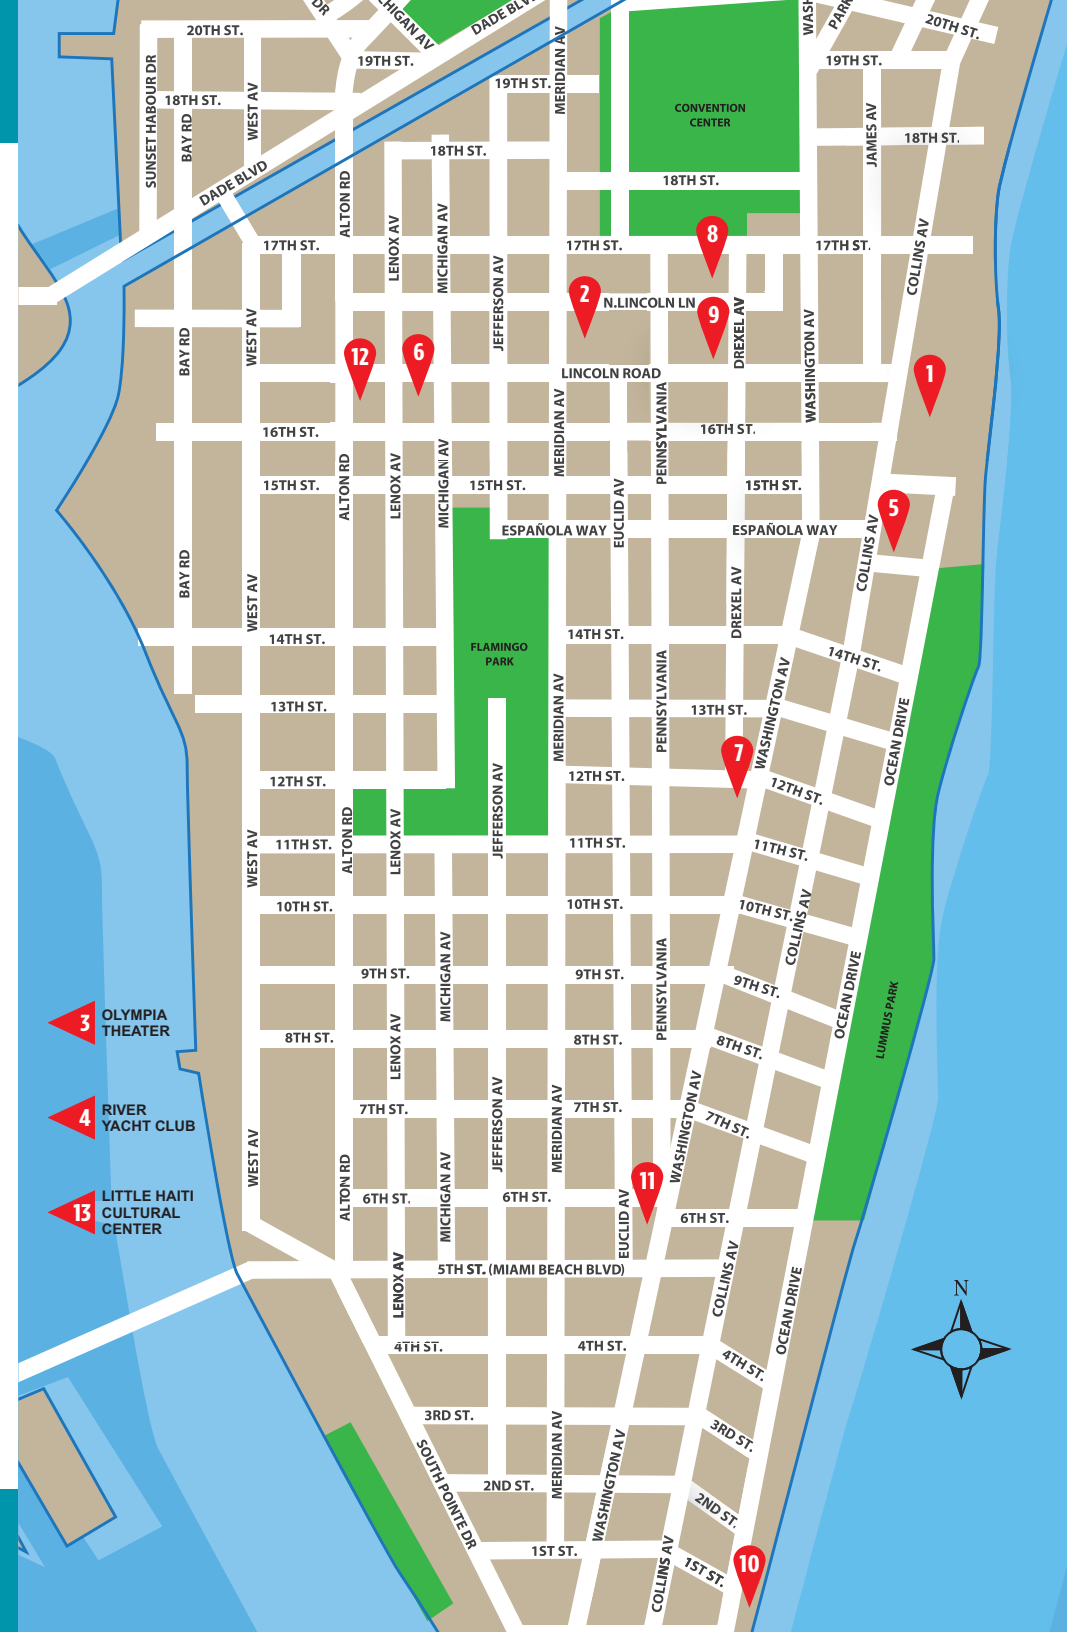 DR
CHIGAN AV
DADE BLVD
MERIDIAN AV
WASH
PARK
20TH ST.
20TH ST.
19TH ST.
19TH ST.
19TH ST.
SUNSET HABOUR DR
18TH ST.
BAY RD
WEST AV
CONVENTION
CENTER
JAMES AV
18TH ST.
18TH ST.
18TH ST.
DADE BLVD
ALTON RD
LENOX AV
MICHIGAN AV
17TH ST.
17TH ST.
8
17TH ST.
COLLINS AV
JEFFERSON AV
2
N.LINCOLN LN
9
DREXEL AV
WASHINGTON AV
BAY RD
WEST AV
12
6
LINCOLN ROAD
1
MERIDIAN AV
PENNSYLVANIA
16TH ST.
16TH ST.
ALTON RD
LENOX AV
MICHIGAN AV
15TH ST.
15TH ST.
15TH ST.
EUCLID AV
5
ESPAÑOLA WAY
ESPAÑOLA WAY
COLLINS AV
BAY RD
WEST AV
DREXEL AV
14TH ST.
14TH ST.
14TH ST.
FLAMINGO
PARK
PENNSYLVANIA
WASHINGTON AV
MERIDIAN AV
13TH ST.
13TH ST.
OCEAN DRIVE
7
12TH ST.
12TH ST.
12TH ST.
JEFFERSON AV
ALTON RD
LENOX AV
WEST AV
11TH ST.
11TH ST.
11TH ST.
10TH ST.
10TH ST.
10TH ST.
COLLINS AV
MICHIGAN AV
9TH ST.
9TH ST.
9TH ST.
PENNSYLVANIA
OCEAN DRIVE
LUMMUS PARK
3
OLYMPIA
THEATER
8TH ST.
8TH ST.
8TH ST.
LENOX AV
4
RIVER
YACHT CLUB
7TH ST.
7TH ST.
7TH ST.
JEFFERSON AV
MERIDIAN AV
WASHINGTON AV
WEST AV
ALTON RD
MICHIGAN AV
11
13
LITTLE HAITI
CULTURAL
CENTER
6TH ST.
6TH ST.
6TH ST.
EUCLID AV
5TH ST. (MIAMI BEACH BLVD)
LENOX AV
COLLINS AV
OCEAN DRIVE
N
4TH ST.
4TH ST.
4TH ST.
3RD ST.
3RD ST.
SOUTH POINTE DR
MERIDIAN AV
WASHINGTON AV
2ND ST.
2ND ST.
1ST ST.
1ST ST.
COLLINS AV
10